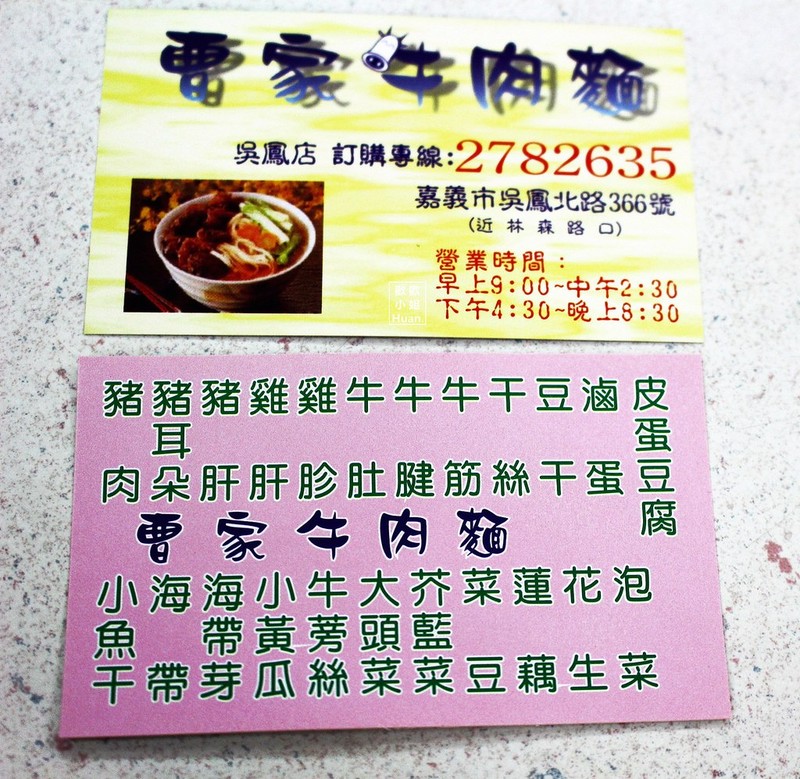 曹家牛肉麵
吳鳳店 訂購專線:2782635
嘉義市吳鳳北路366號
(近林森路口)
營業時間:
早上9:00~中午2:30
下午4:30~晚上8:30
Huan
皮蛋豆腐
滷蛋
豆干
干絲
牛筋
牛腱
牛肚
雞胗
雞肝
豬肝
豬耳朵
豬肉
曹家牛肉麵
泡菜
花生
蓮藕
菜豆
芥藍菜
大頭菜
牛蒡絲
小黃瓜
海帶芽
海帶
小魚干